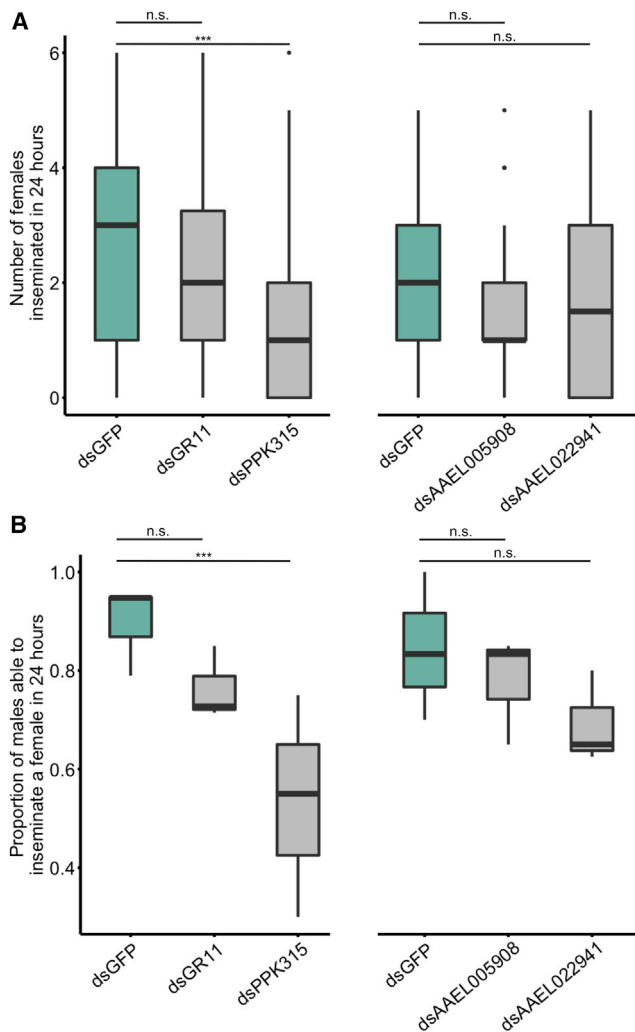 A
n.s.
n.s.
***
n.s.
Number of females
inseminated in 24 hours
6
4
2
0
dsGFP
dsGR11
dsPPK315
dsGFP
dsAAEL005908
dsAAEL022941
B
n.s.
n.s.
***
n.s.
Proportion of males able to
inseminate a female in 24 hours
1.0
0.8
0.6
0.4
dsGFP
dsGR11
dsPPK315
dsGFP
dsAAEL005908
dsAAEL022941